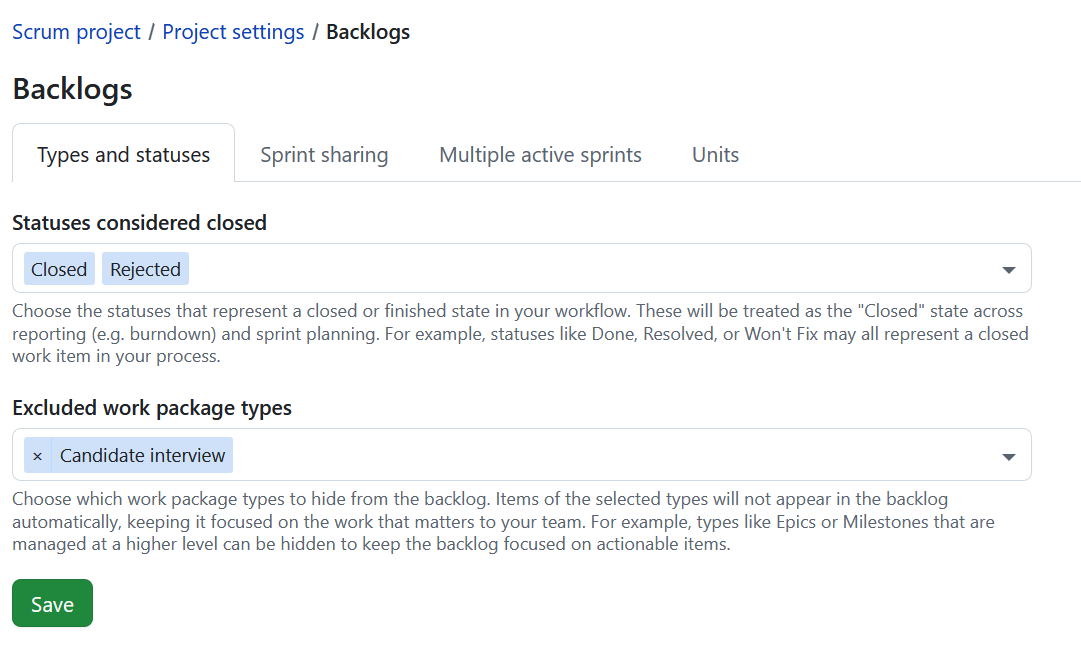 Scrum project / Project settings / Backlogs
Backlogs
Types and statuses Sprint sharing Multiple active sprints Units
Statuses considered closed
Closed Rejected
Choose the statuses that represent a closed or finished state in your workflow. These will be treated as the "Closed" state across
reporting (e.g. burndown) and sprint planning. For example, statuses like Done, Resolved, or Won't Fix may all represent a closed
work item in your process.
Excluded work package types
× Candidate interview
Choose which work package types to hide from the backlog. Items of the selected types will not appear in the backlog
automatically, keeping it focused on the work that matters to your team. For example, types like Epics or Milestones that are
managed at a higher level can be hidden to keep the backlog focused on actionable items.
Save